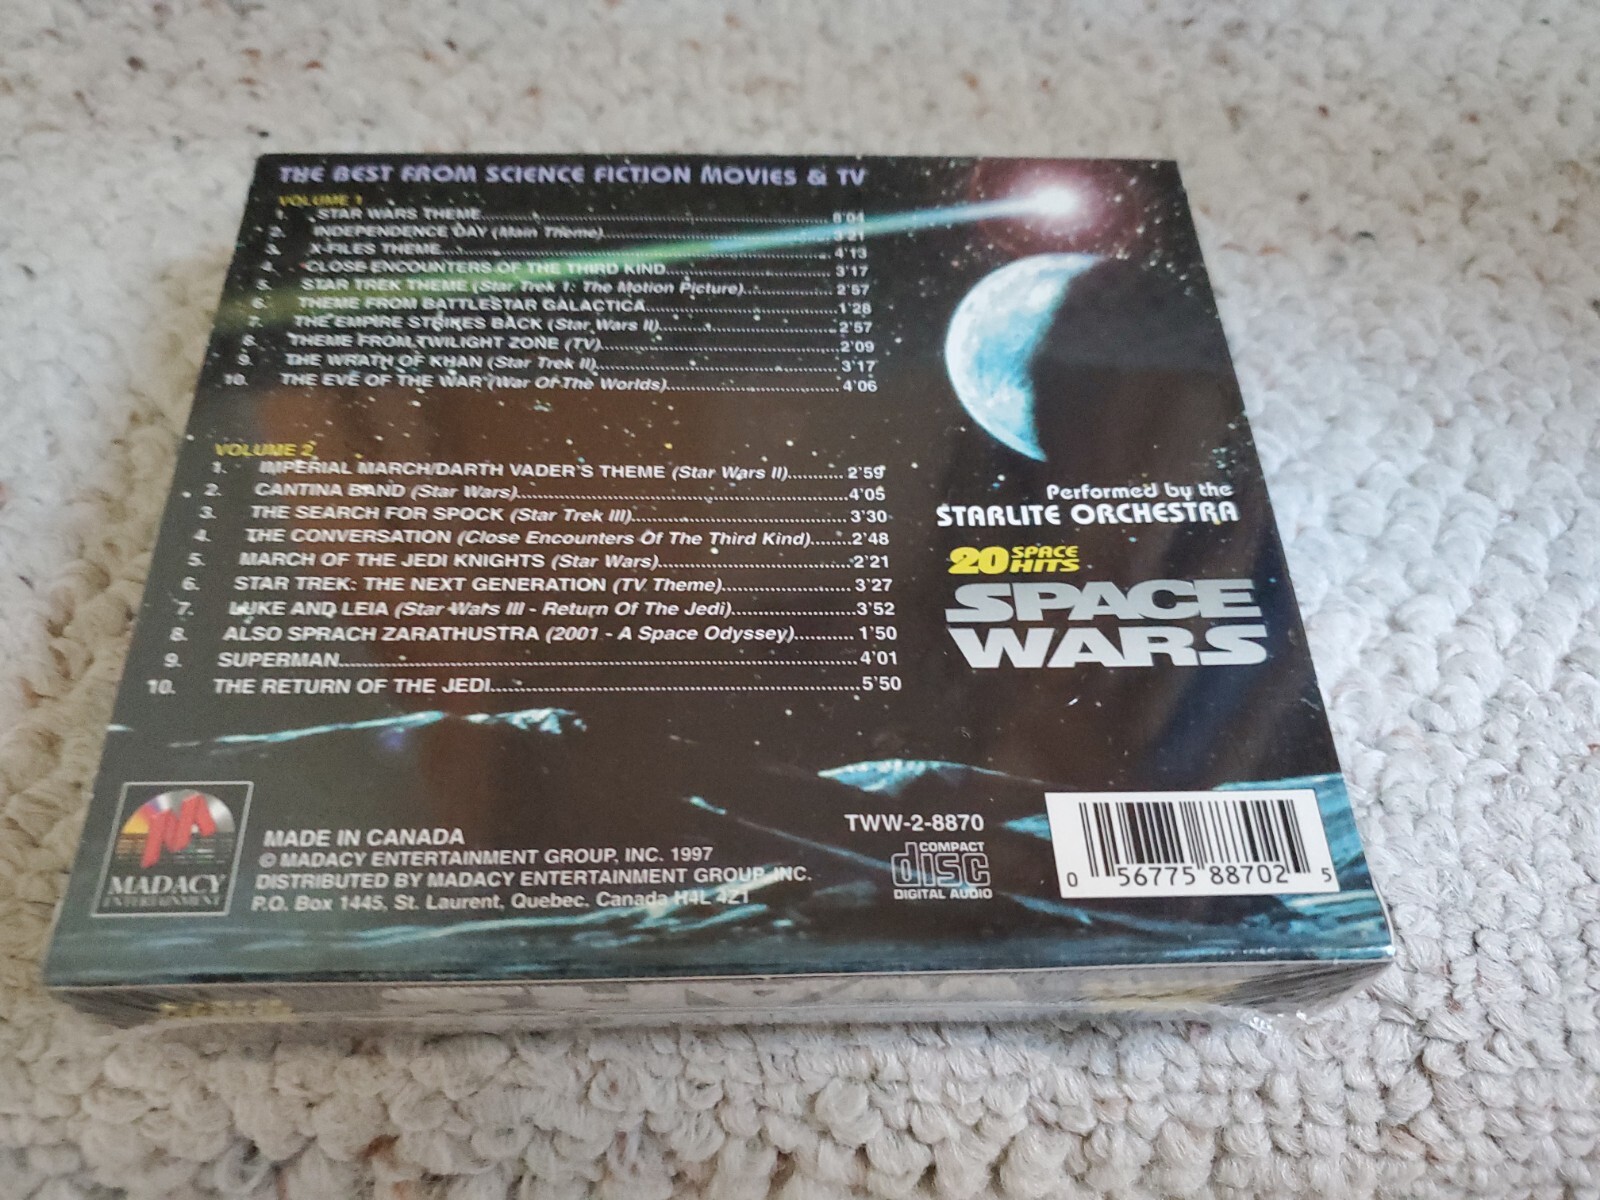 THE BEST FROM SCIENCE FICTION MOVIES & TV
VOLUME 1
1. STAR WARS THEME 8'04
2. INDEPENDENCE DAY (Main Theme) 3'21
3. X-FILES THEME 4'13
4. CLOSE ENCOUNTERS OF THE THIRD KIND 3'17
5. STAR TREK THEME (Star Trek 1: The Motion Picture) 2'57
6. THEME FROM BATTLESTAR GALACTICA 1'28
7. THE EMPIRE STRIKES BACK (Star Wars II) 2'57
8. THEME FROM TWILIGHT ZONE (TV) 2'09
9. THE WRATH OF KHAN (Star Trek II) 3'17
10. THE EVE OF THE WAR (War Of The Worlds) 4'06
VOLUME 2
1. IMPERIAL MARCH/DARTH VADER'S THEME (Star Wars II) 2'59
2. CANTINA BAND (Star Wars) 4'05
3. THE SEARCH FOR SPOCK (Star Trek III) 3'30
4. THE CONVERSATION (Close Encounters Of The Third Kind) 2'48
5. MARCH OF THE JEDI KNIGHTS (Star Wars) 2'21
6. STAR TREK: THE NEXT GENERATION (TV Theme) 3'27
7. LUKE AND LEIA (Star Wars III - Return Of The Jedi) 3'52
8. ALSO SPRACH ZARATHUSTRA (2001 - A Space Odyssey) 1'50
9. SUPERMAN 4'01
10. THE RETURN OF THE JEDI 5'50
Performed by the
STARLITE ORCHESTRA
20 SPACE HITS
SPACE
WARS
MADACY
ENTERTAINMENT
MADE IN CANADA
© MADACY ENTERTAINMENT GROUP, INC. 1997
DISTRIBUTED BY MADACY ENTERTAINMENT GROUP, INC.
P.O. Box 1445, St. Laurent, Quebec, Canada H4L 4Z1
TWW-2-8870
COMPACT
disc
DIGITAL AUDIO
0 56775 88702 5